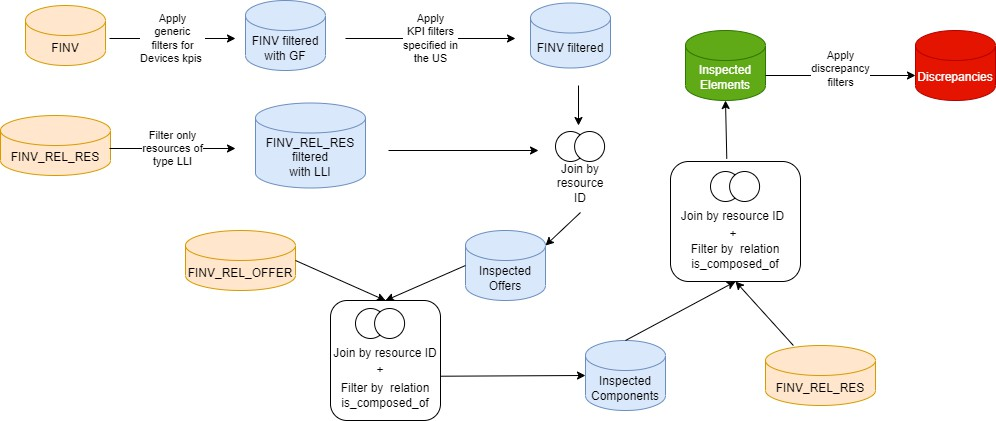 FINV
Apply
generic
filters for
Devices kpis
FINV filtered
with GF
Apply
KPI filters
specified in
the US
FINV filtered
Inspected
Elements
Apply
discrepancy
filters
Discrepancies
FINV_REL_RES
Filter only
resources of
type LLI
FINV_REL_RES
filtered
with LLI
Join by
resource
ID
Join by resource ID
+
Filter by relation
is_composed_of
FINV_REL_OFFER
Inspected
Offers
Join by resource ID
+
Filter by relation
is_composed_of
Inspected
Components
FINV_REL_RES